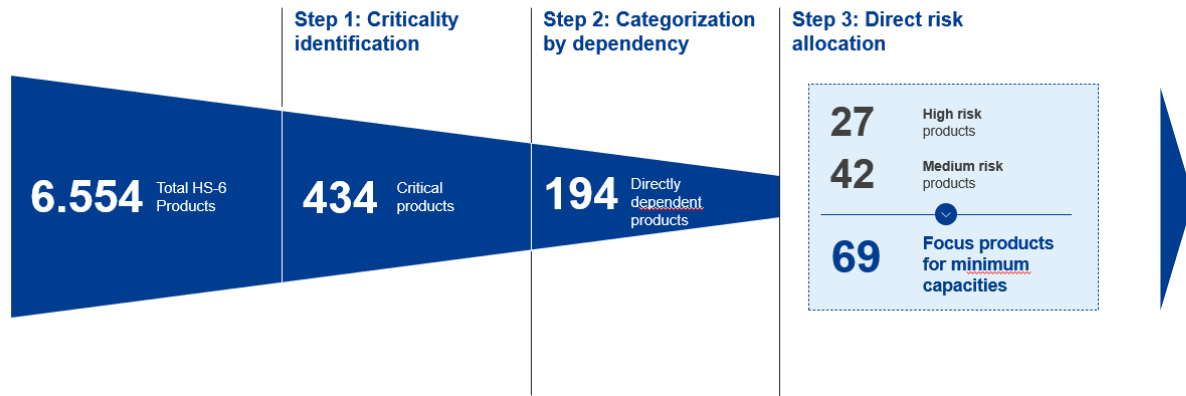 Step 1: Criticality
identification
Step 2: Categorization
by dependency
Step 3: Direct risk
allocation
6.554
Total HS-6
Products
434
Critical
products
194
Directly
dependent
products
27
High risk
products
42
Medium risk
products
69
Focus products
for minimum
capacities